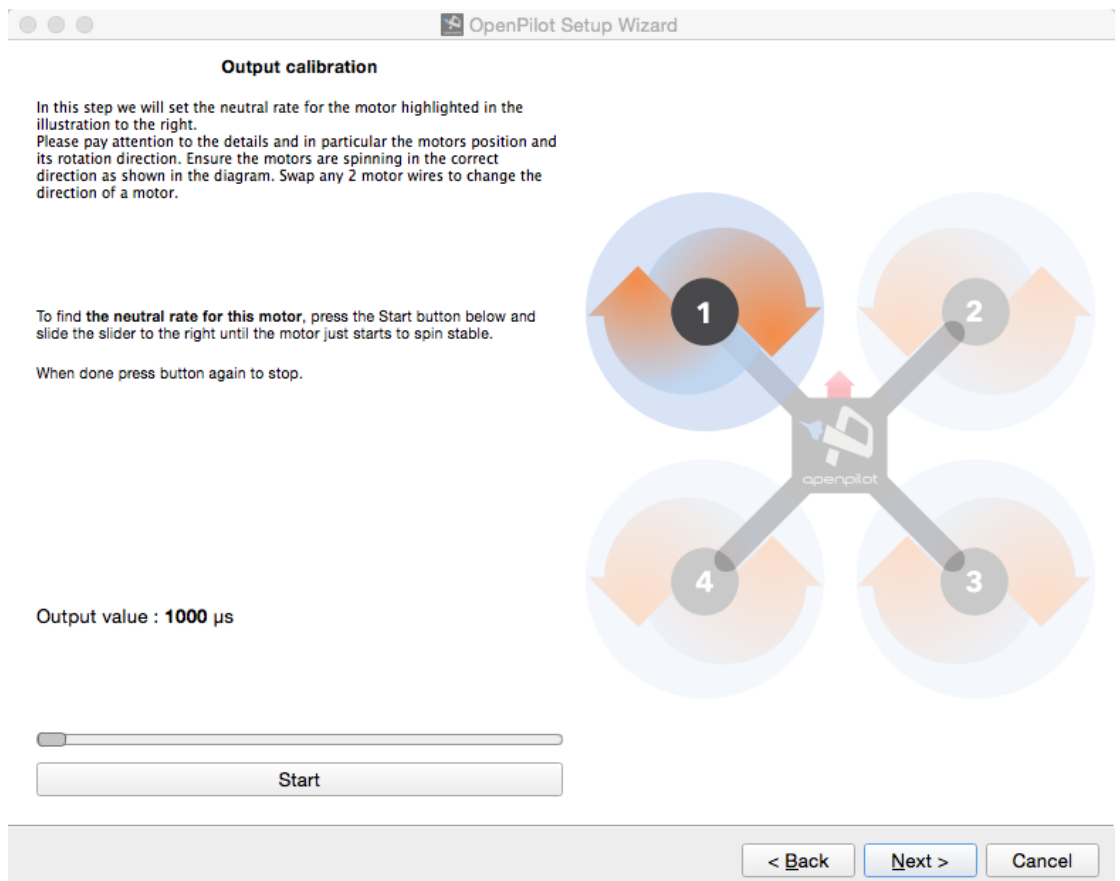 OpenPilot Setup Wizard
Output calibration
In this step we will set the neutral rate for the motor highlighted in the
illustration to the right.
Please pay attention to the details and in particular the motors position and
its rotation direction. Ensure the motors are spinning in the correct
direction as shown in the diagram. Swap any 2 motor wires to change the
direction of a motor.
To find the neutral rate for this motor, press the Start button below and
slide the slider to the right until the motor just starts to spin stable.
When done press button again to stop.
Output value : 1000 µs
Start
1
2
openpilot
4
3
< Back
Next >
Cancel